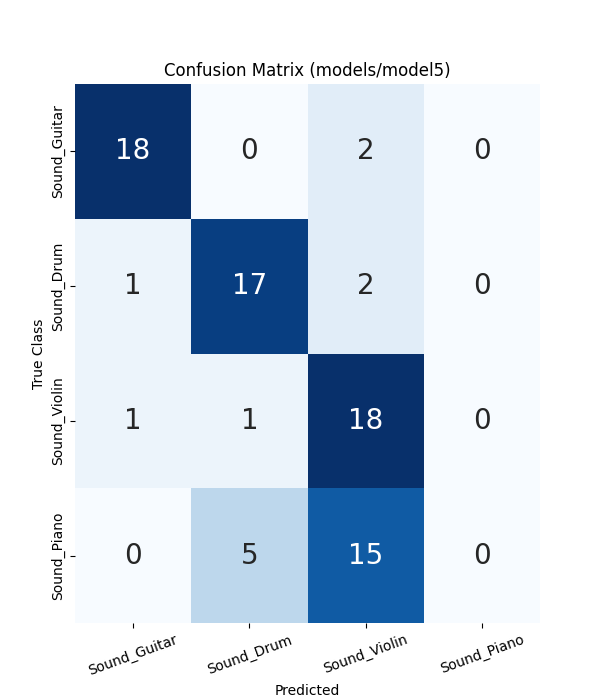 Confusion Matrix (models/model5)
True Class
Sound_Guitar
18 0 2 0
Sound_Drum
1 17 2 0
Sound_Violin
1 1 18 0
Sound_Piano
0 5 15 0
Sound_Guitar Sound_Drum Sound_Violin Sound_Piano
Predicted